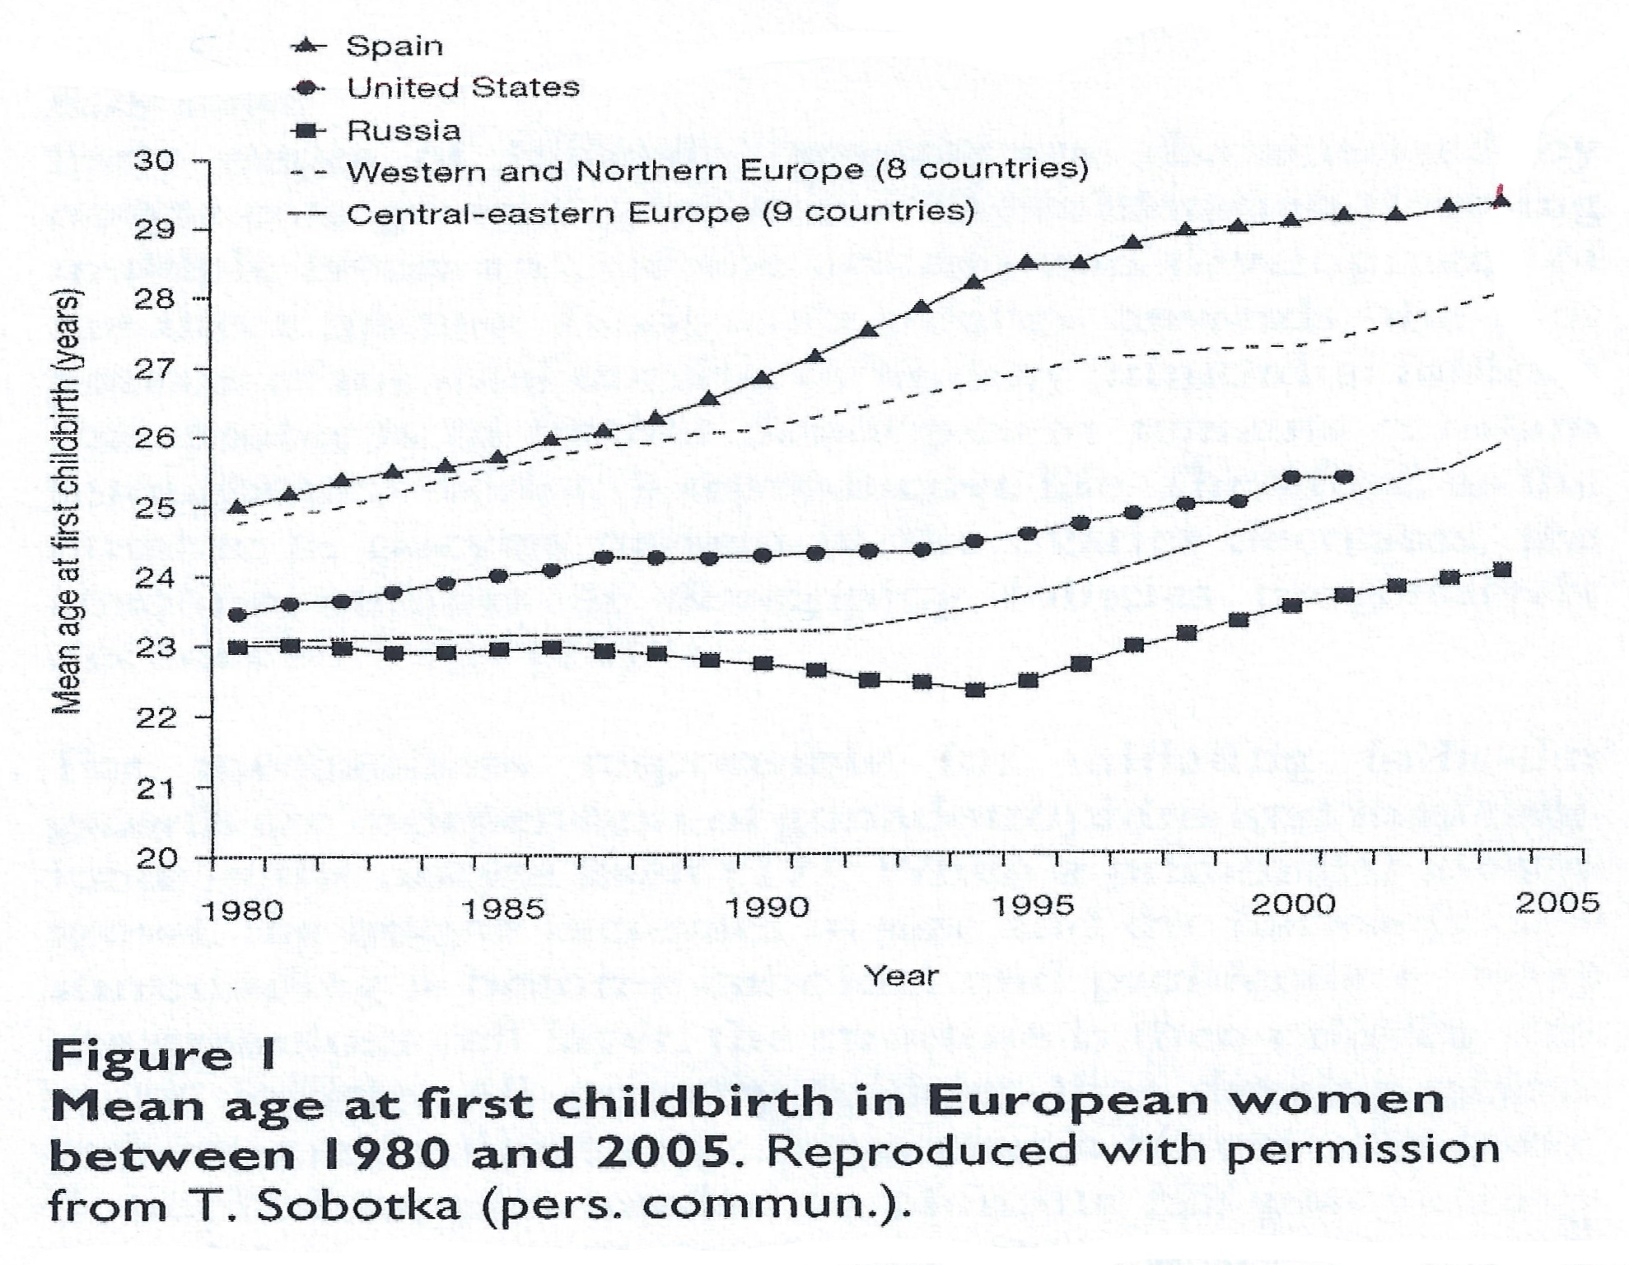 Spain
United States
Russia
Western and Northern Europe (8 countries)
Central-eastern Europe (9 countries)
30
29
28
27
26
25
24
23
22
21
20
Mean age at first childbirth (years)
1980 1985 1990 1995 2000 2005
Year
Figure 1
Mean age at first childbirth in European women
between 1980 and 2005. Reproduced with permission
from T. Sobotka (pers. commun.).